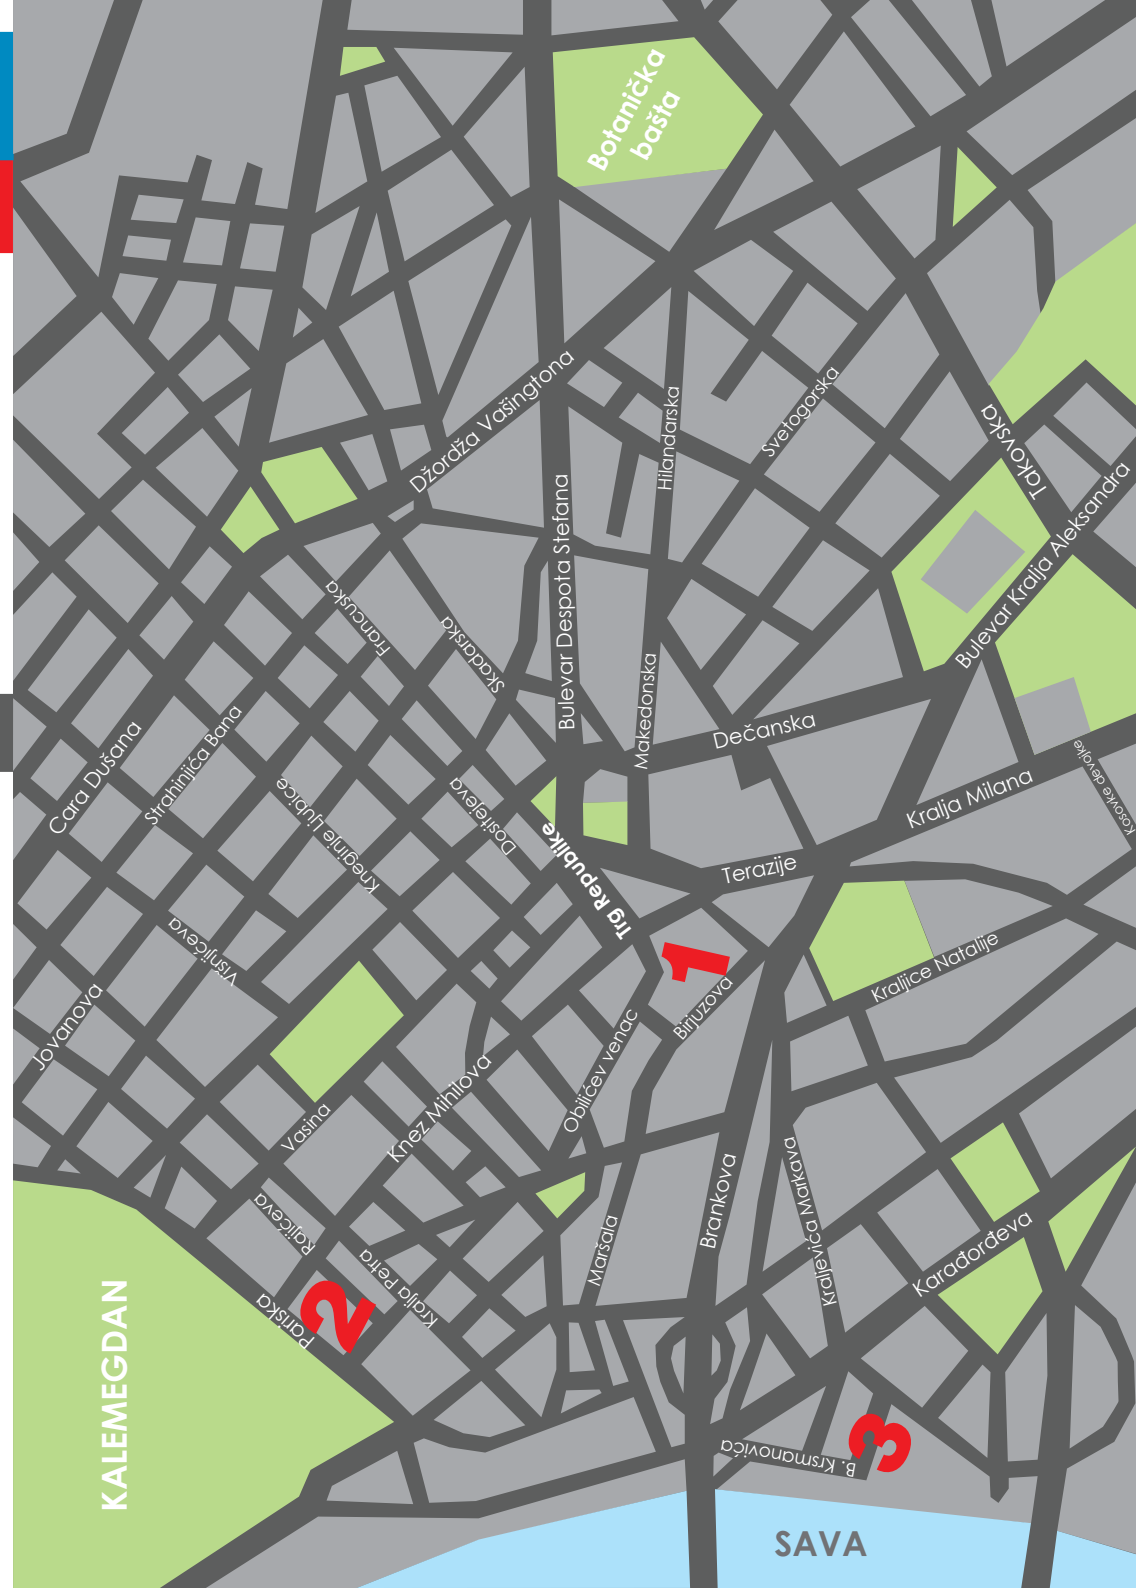 Botanička
bašta
Džordža Vašingtona
Hilandarska
Svetogorska
Takovska
Bulevar Kralja Aleksandra
Bulevar Despota Stefana
Francuska
Skadarska
Makedonska
Dečanska
Cara Dušana
Strahinjića Bana
Kneginje Ljubice
Dositejeva
Trg Republike
Kralja Milana
Kosovke devojke
Terazije
Višnjićeva
Jovanova
1
Birjuzova
Kraljice Natalije
Obilićev venac
Knez Mihilova
Vasina
Rajićeva
Kralja Petra
Pariska
2
Maršala
Brankova
Kraljevića Markava
Karađorđeva
KALEMEGDAN
B. Krsmanovića
3
SAVA